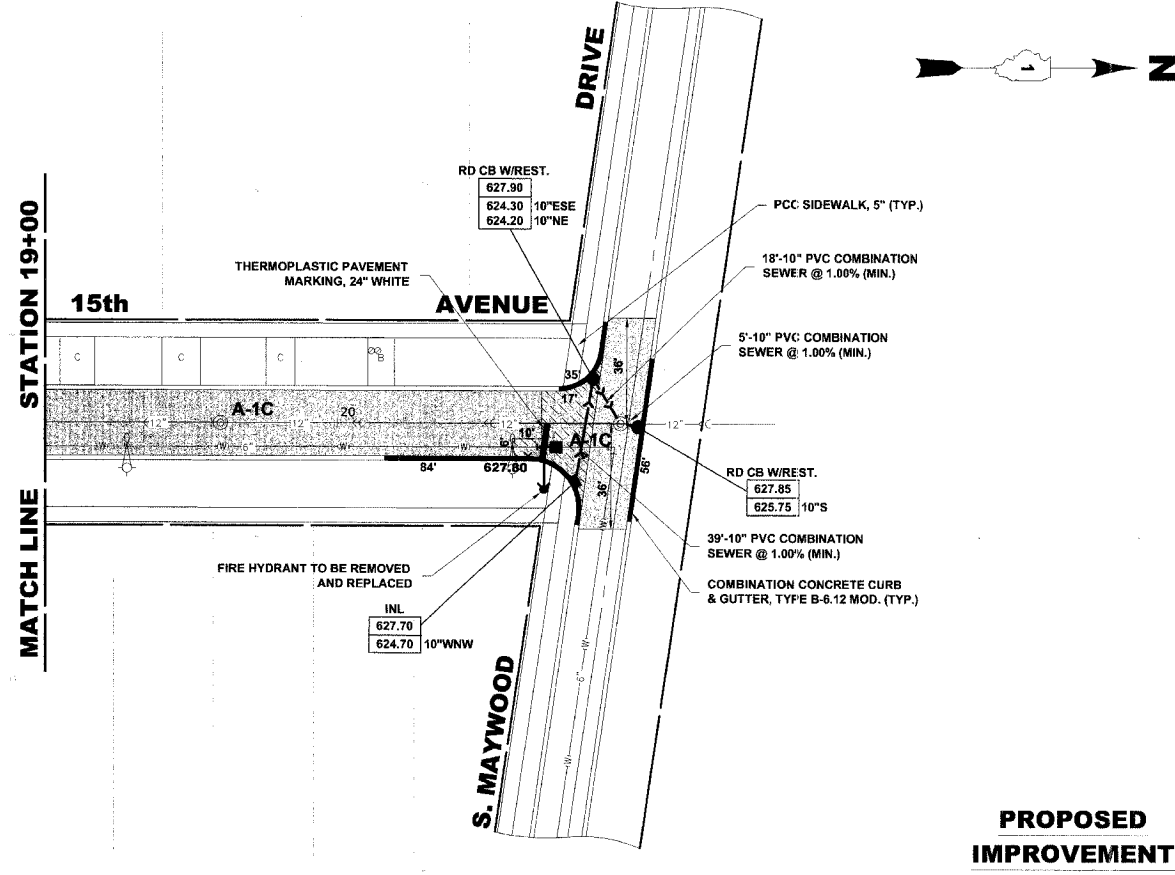 DRIVE
1
N
RD CB W/REST.
627.90
624.30 10"ESE
624.20 10"NE
PCC SIDEWALK, 5" (TYP.)
18'-10" PVC COMBINATION
SEWER @ 1.00% (MIN.)
THERMOPLASTIC PAVEMENT
MARKING, 24" WHITE
STATION 19+00
15th
AVENUE
5'-10" PVC COMBINATION
SEWER @ 1.00% (MIN.)
C
C
C
B
35'
36'
17'
A-1C
20
12"
12"
12"
12"
10'
A-1C
W
W
6"
W
W
84'
627.80
36'
56'
RD CB W/REST.
627.85
625.75 10"S
MATCH LINE
39'-10" PVC COMBINATION
SEWER @ 1.00% (MIN.)
FIRE HYDRANT TO BE REMOVED
AND REPLACED
COMBINATION CONCRETE CURB
& GUTTER, TYPE B-6.12 MOD. (TYP.)
INL
627.70
624.70 10"WNW
W
6"
W
S. MAYWOOD
PROPOSED
IMPROVEMENT